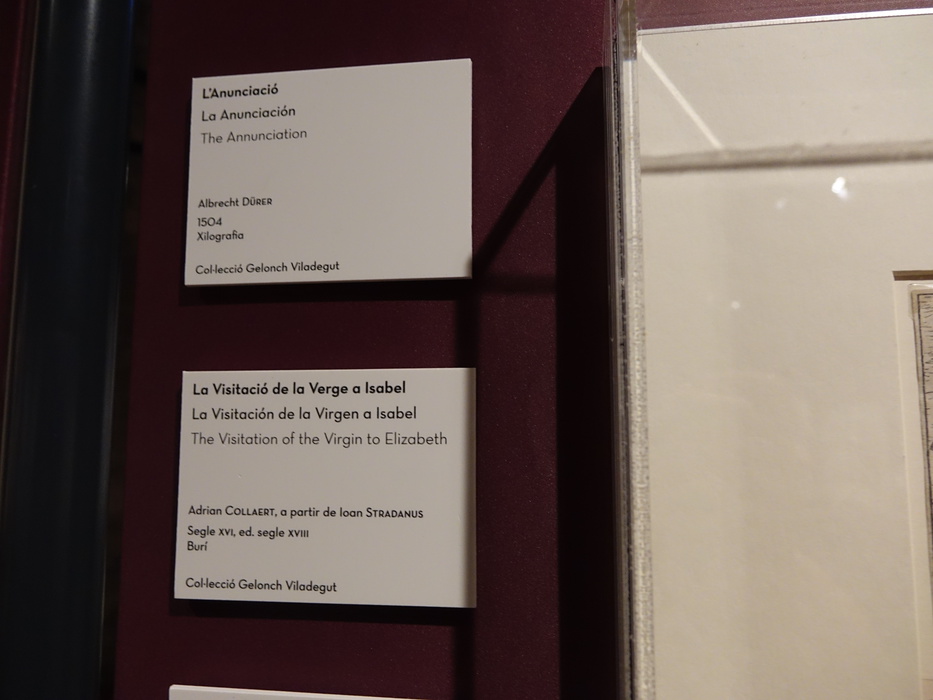 L'Anunciació
La Anunciación
The Annunciation
Albrecht DÜRER
1504
Xilografia
Col·lecció Gelonch Viladegut
La Visitació de la Verge a Isabel
La Visitación de la Virgen a Isabel
The Visitation of the Virgin to Elizabeth
Adrian COLLAERT, a partir de Ioan STRADANUS
Segle XVI, ed. segle XVIII
Burí
Col·lecció Gelonch Viladegut